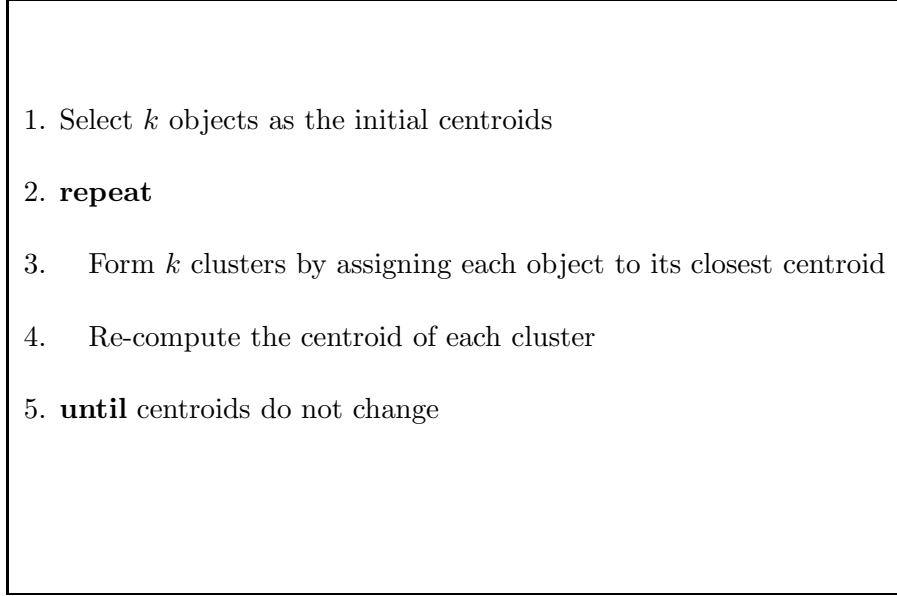 1. Select k objects as the initial centroids
2. repeat
3. Form k clusters by assigning each object to its closest centroid
4. Re-compute the centroid of each cluster
5. until centroids do not change